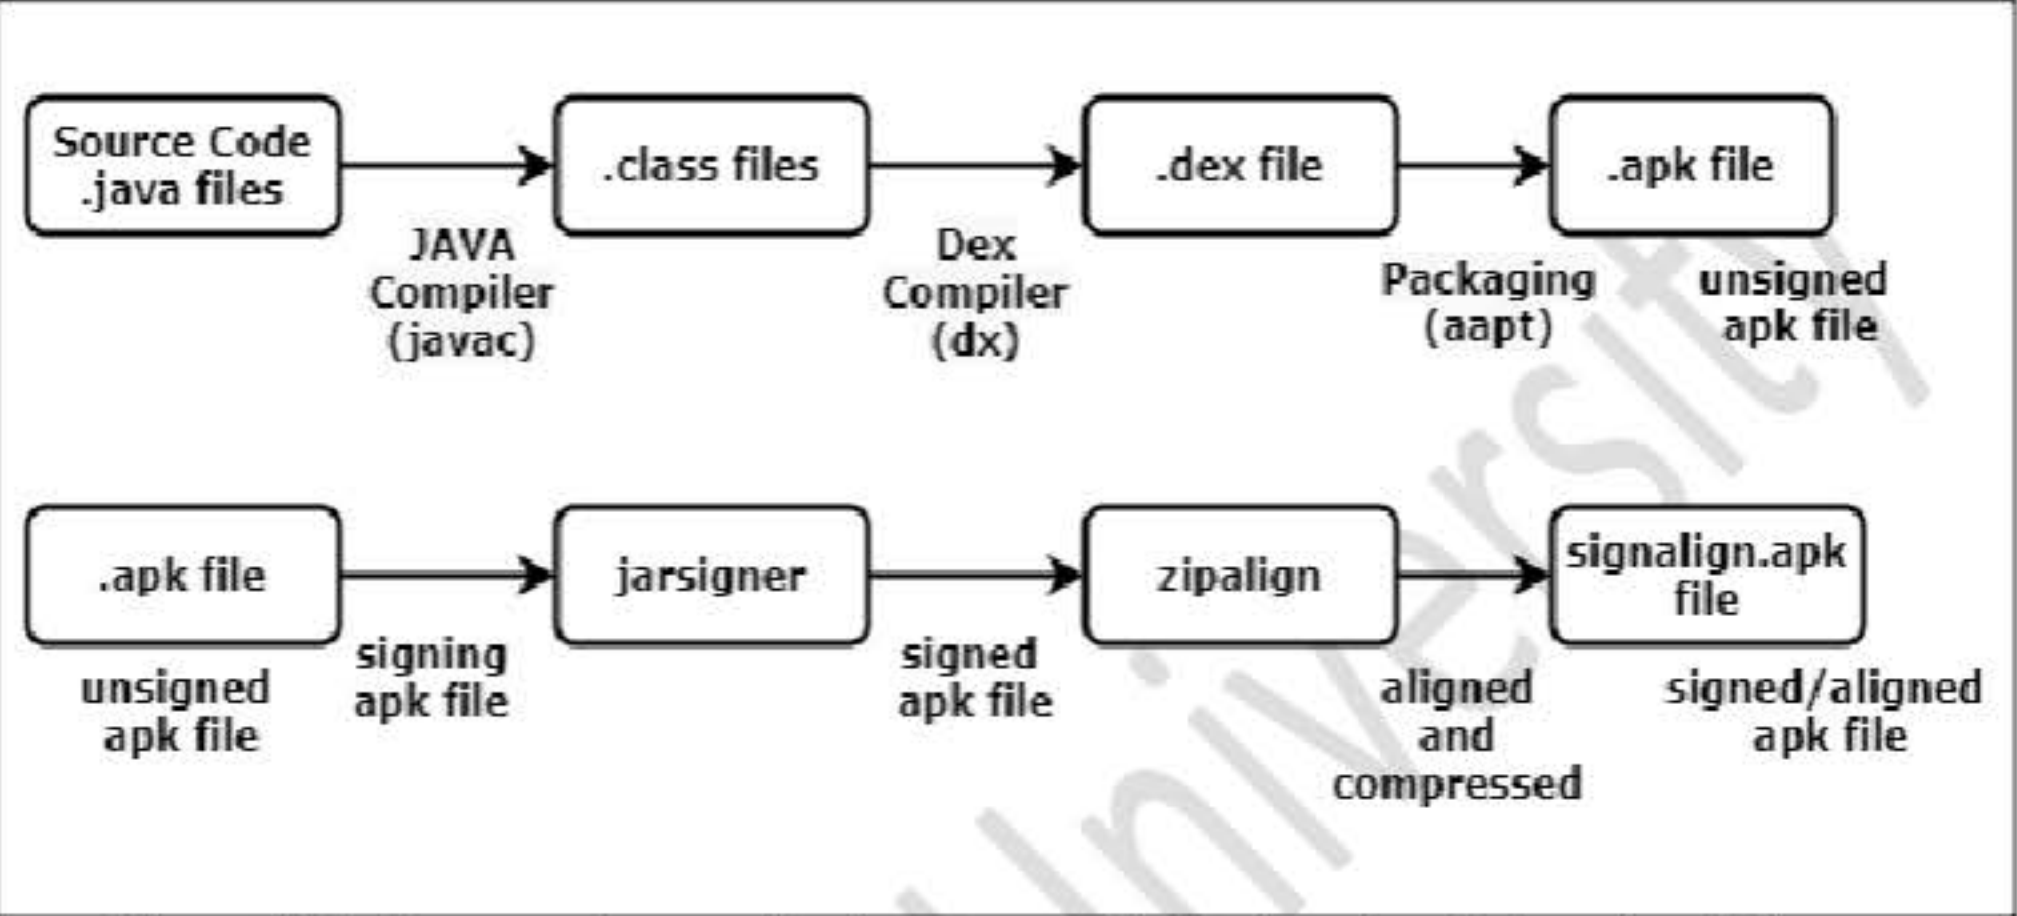 Source Code
.java files
.class files
.dex file
.apk file
JAVA
Compiler
(javac)
Dex
Compiler
(dx)
Packaging
(aapt)
unsigned
apk file
.apk file
jarsigner
zipalign
signalign.apk
file
unsigned
apk file
signing
apk file
signed
apk file
aligned
and
compressed
signed/aligned
apk file
University